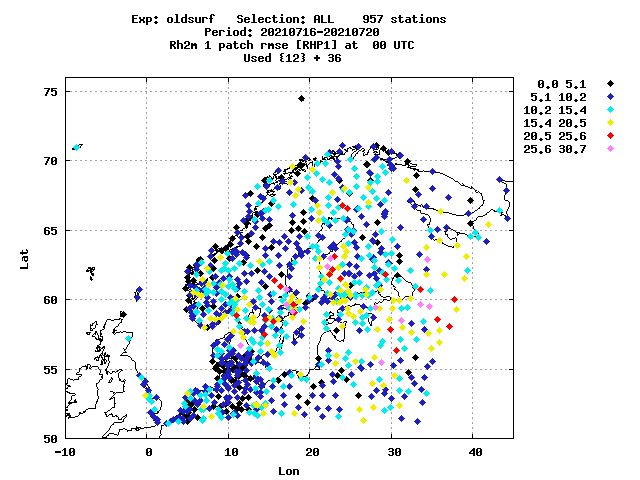 Exp: oldsurf   Selection: ALL    957 stations
Period: 20210716-20210720
Rh2m 1 patch rmse [RHP1] at  00 UTC
Used {12} + 36
0.0 5.1
5.1 10.2
10.2 15.4
15.4 20.5
20.5 25.6
25.6 30.7
75
70
65
60
55
50
Lat
-10 0 10 20 30 40
Lon